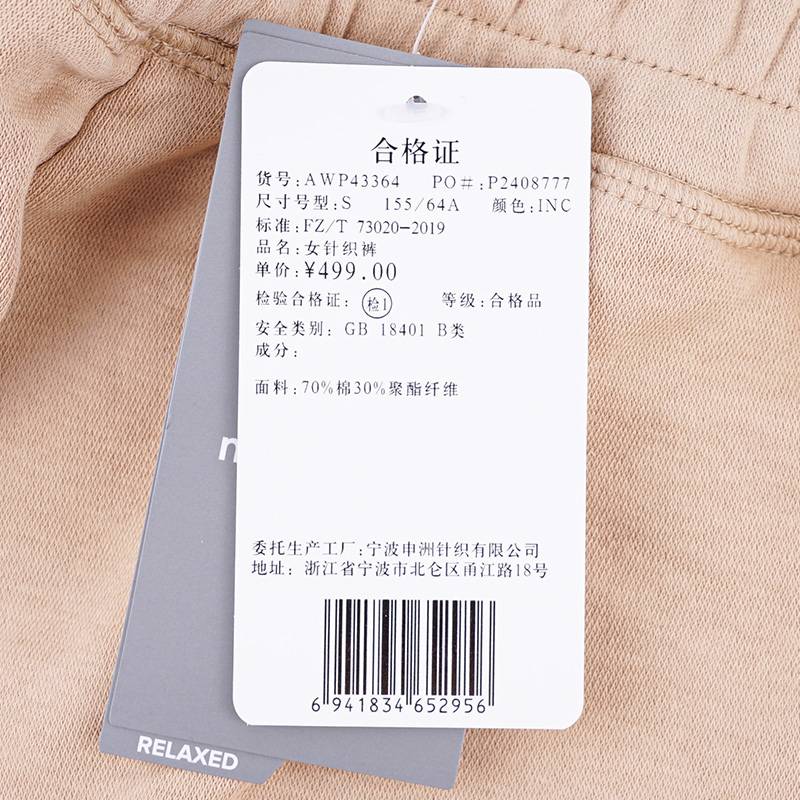 合格证
货号:AWP43364 PO#:P2408777
尺寸号型:S 155/64A 颜色:INC
标准:FZ/T 73020-2019
品名:女针织裤
单价:¥499.00
检验合格证: 检1 等级:合格品
安全类别: GB 18401 B类
成分:
面料:70%棉30%聚酯纤维
委托生产工厂:宁波申洲针织有限公司
地址: 浙江省宁波市北仑区甬江路18号
6 941834 652956
RELAXED